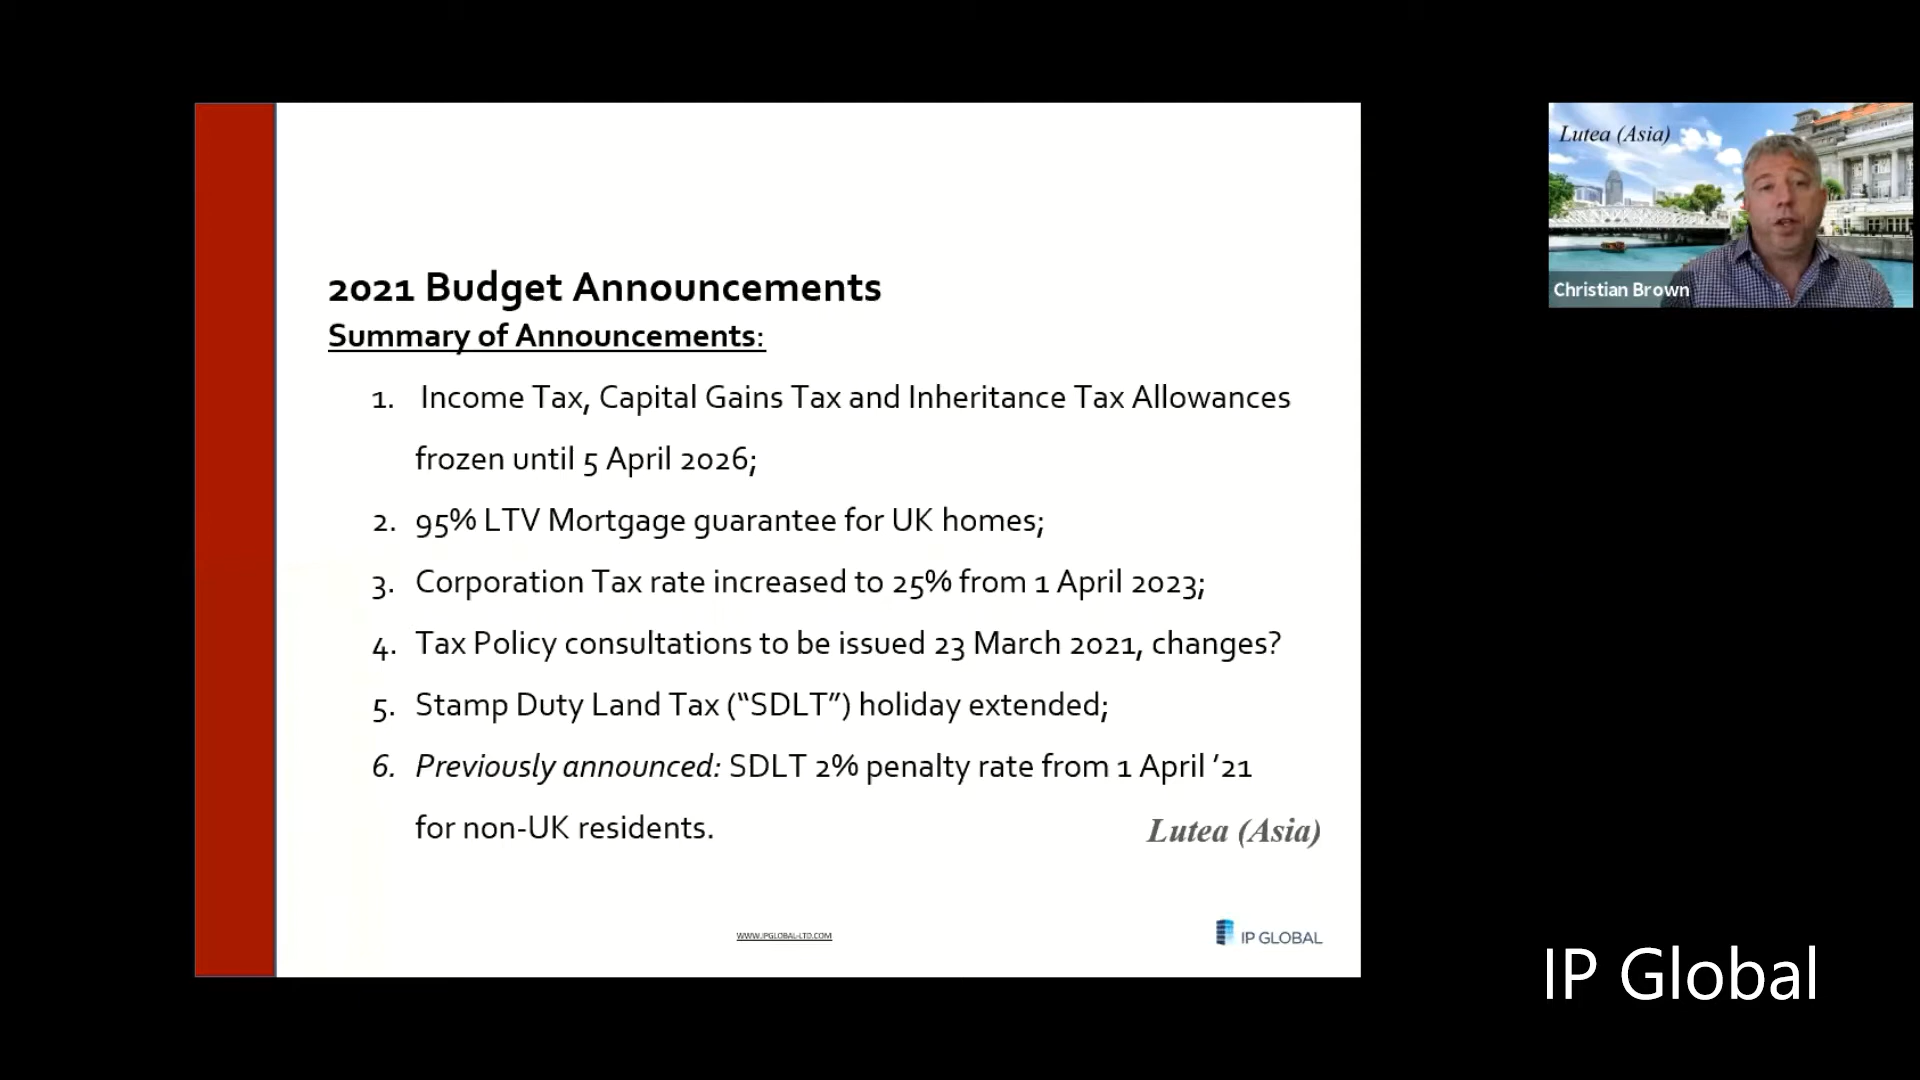 2021 Budget Announcements
Summary of Announcements:
1. Income Tax, Capital Gains Tax and Inheritance Tax Allowances
frozen until 5 April 2026;
2. 95% LTV Mortgage guarantee for UK homes;
3. Corporation Tax rate increased to 25% from 1 April 2023;
4. Tax Policy consultations to be issued 23 March 2021, changes?
5. Stamp Duty Land Tax (“SDLT”) holiday extended;
6. Previously announced: SDLT 2% penalty rate from 1 April ’21
for non-UK residents.
Lutea (Asia)
WWW.IPGLOBAL-LTD.COM
IP GLOBAL
Lutea (Asia)
Christian Brown
IP Global